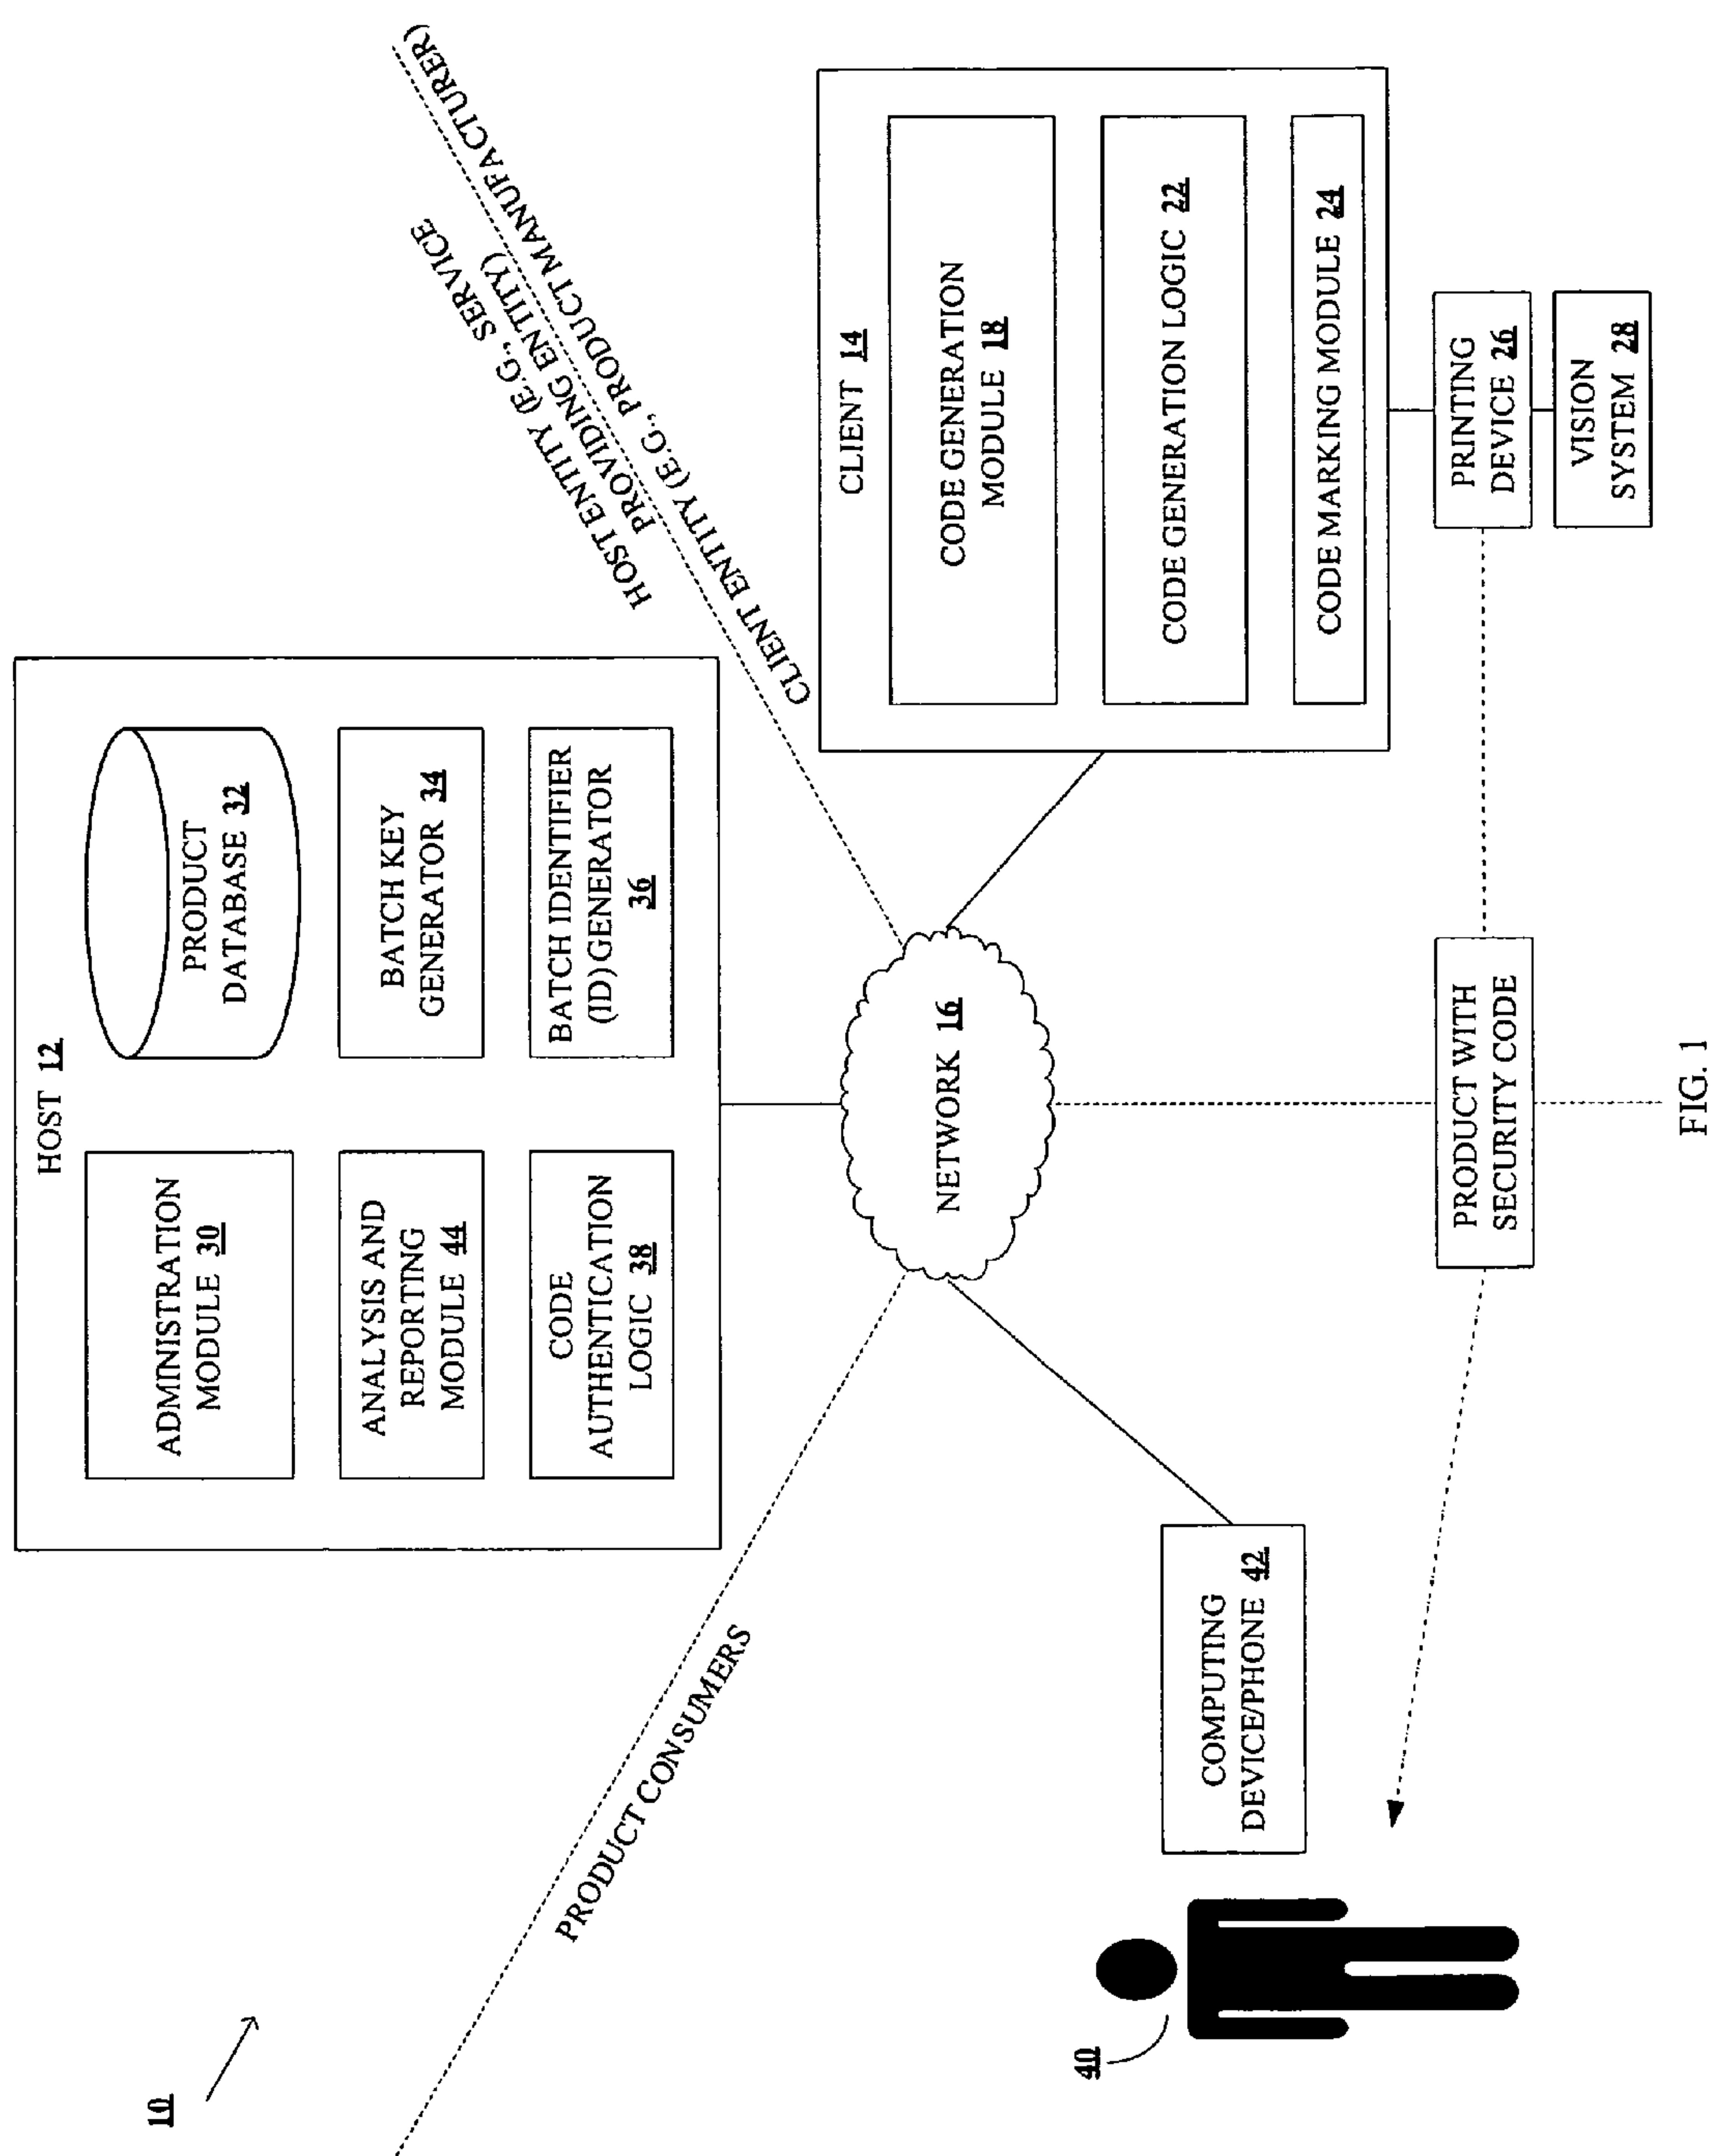 10
HOST 12
ADMINISTRATION
MODULE 30
PRODUCT
DATABASE 32
ANALYSIS AND
REPORTING
MODULE 44
BATCH KEY
GENERATOR 34
CODE
AUTHENTICATION
LOGIC 38
BATCH IDENTIFIER
(ID) GENERATOR
36
HOST ENTITY (E.G., SERVICE
PROVIDING ENTITY)
CLIENT ENTITY (E.G., PRODUCT MANUFACTURER)
PRODUCT CONSUMERS
NETWORK 16
CLIENT 14
CODE GENERATION
MODULE 18
CODE GENERATION LOGIC 22
CODE MARKING MODULE 24
40
COMPUTING
DEVICE/PHONE 42
PRODUCT WITH
SECURITY CODE
PRINTING
DEVICE 26
VISION
SYSTEM 28
FIG. 1